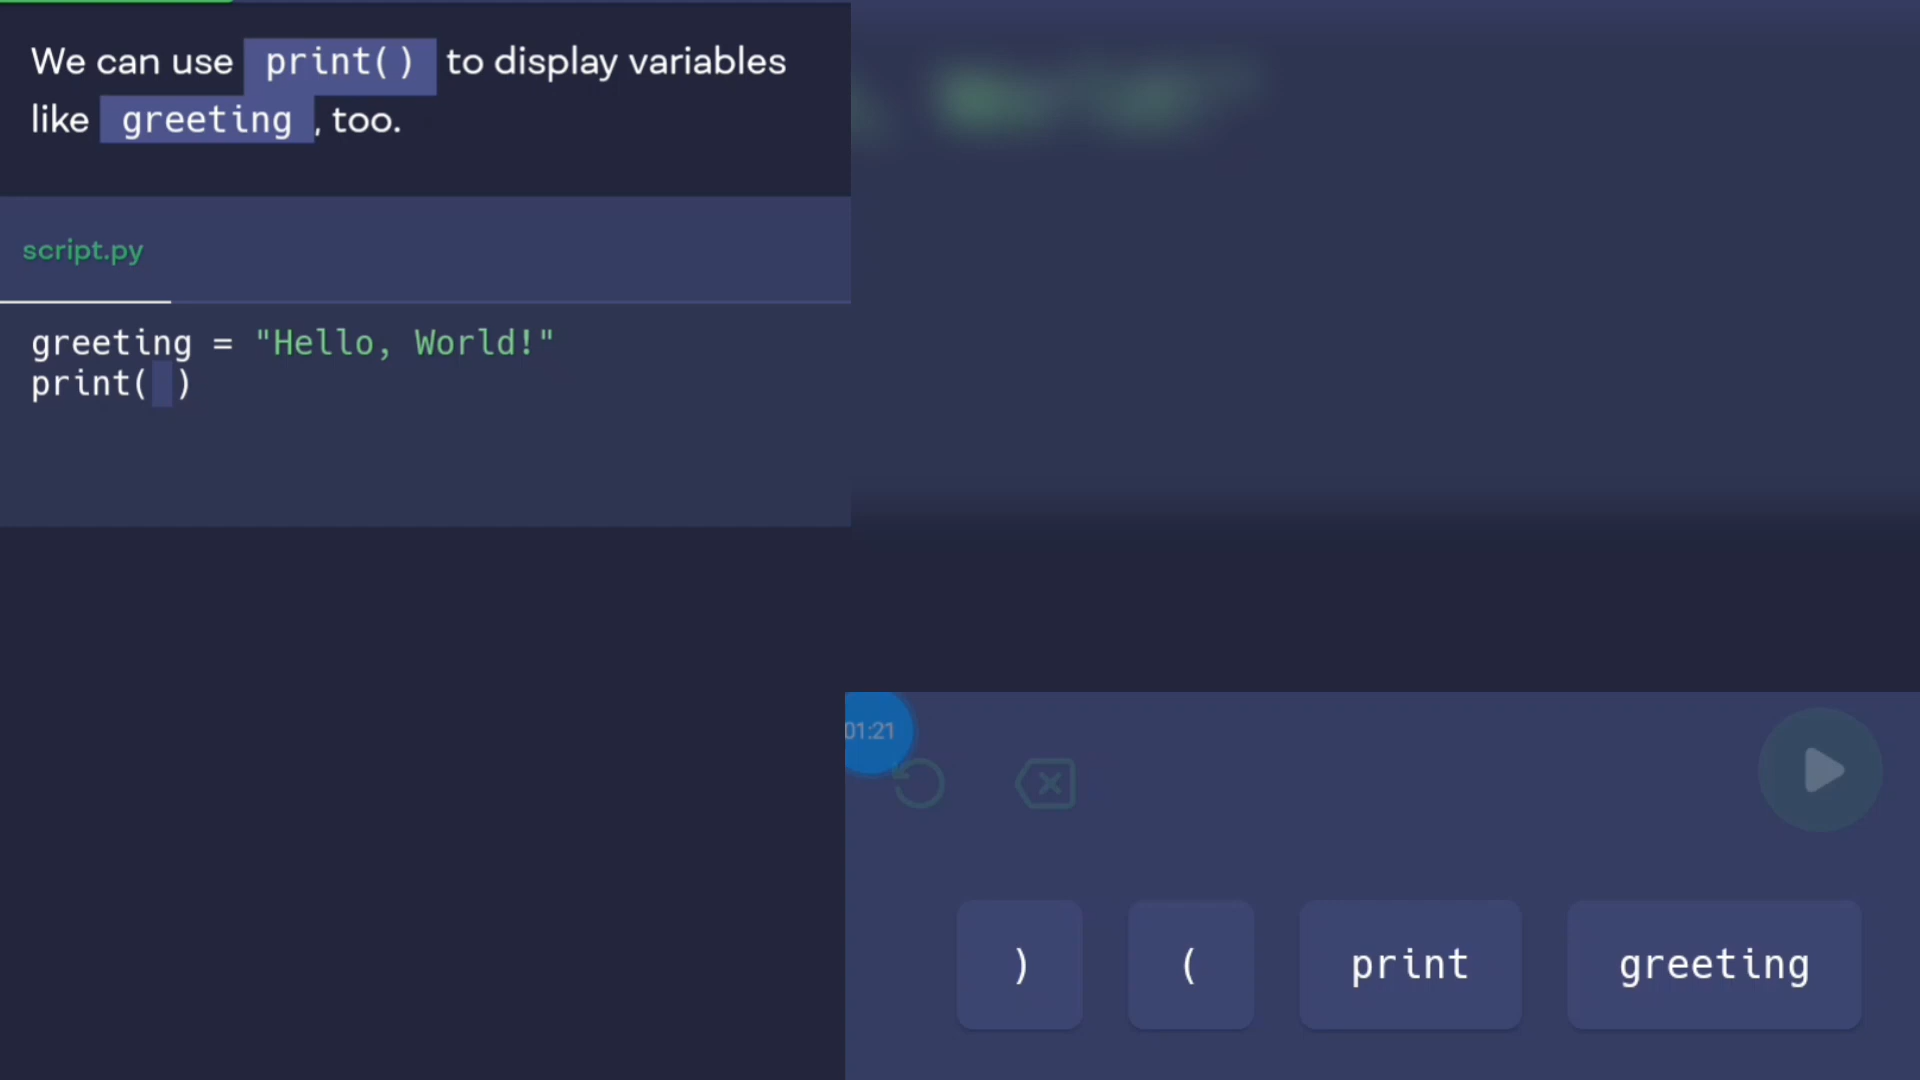 We can use print() to display variables
like greeting , too.
script.py
greeting = "Hello, World!"
print( )
01:21
) ( print greeting